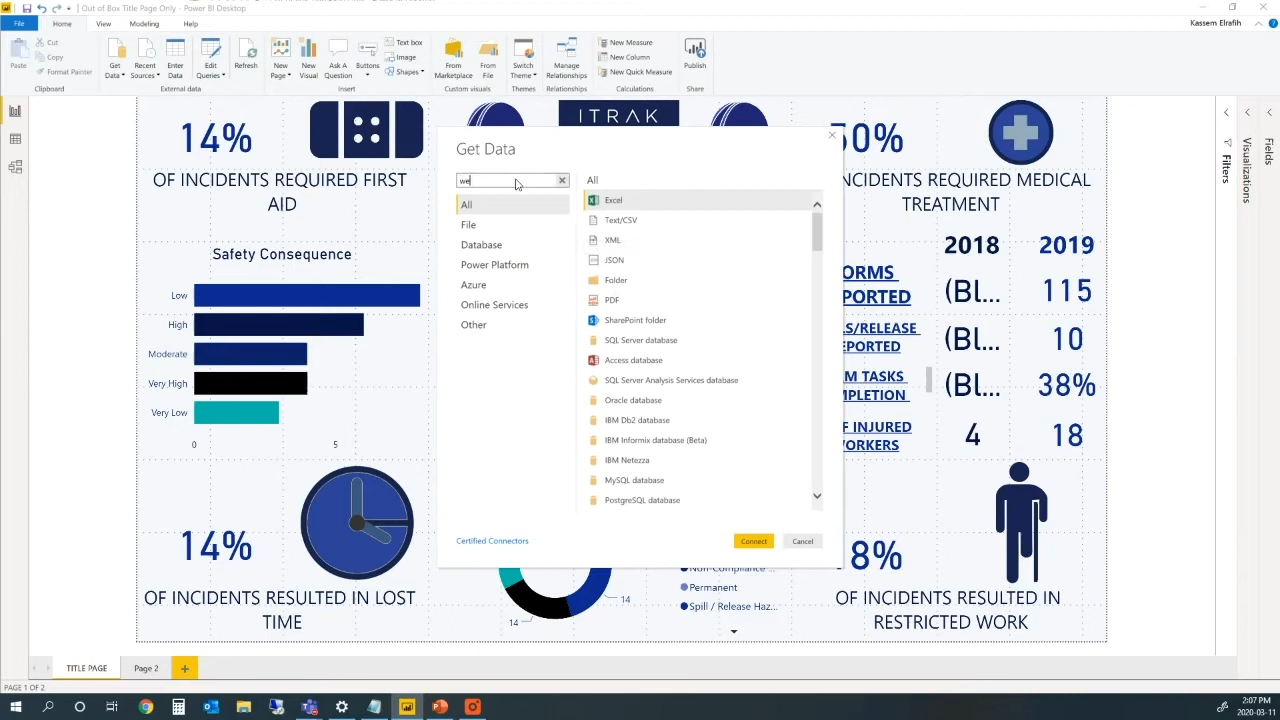 Out of Box Title Page Only - Power BI Desktop
File
Home
View
Modeling
Help
Kassem Elrafih
Paste
Cut
Copy
Format Painter
Clipboard
Get Data
Recent Sources
Enter Data
Edit Queries
Refresh
External data
New Page
New Visual
Ask A Question
Buttons
Text box
Image
Shapes
Insert
From Marketplace
From File
Custom visuals
Switch Theme
Themes
Manage Relationships
Relationships
New Measure
New Column
New Quick Measure
Calculations
Publish
Share
14%
OF INCIDENTS REQUIRED FIRST
AID
ITRAK
Safety Consequence
Low
High
Moderate
Very High
Very Low
0
5
14%
OF INCIDENTS RESULTED IN LOST
TIME
Get Data
we
All
File
Database
Power Platform
Azure
Online Services
Other
All
Excel
Text/CSV
XML
JSON
Folder
PDF
SharePoint folder
SQL Server database
Access database
SQL Server Analysis Services database
Oracle database
IBM Db2 database
IBM Informix database (Beta)
IBM Netezza
MySQL database
PostgreSQL database
Certified Connectors
Connect
Cancel
14
14
Permanent
Spill / Release Haz...
0%
NCIDENTS REQUIRED MEDICAL
TREATMENT
2018 2019
ORMS
PORTED
(Bl... 115
S/RELEASE
EPORTED
(Bl... 10
M TASKS
MPLETION
(Bl... 38%
F INJURED
WORKERS
4 18
8%
OF INCIDENTS RESULTED IN
RESTRICTED WORK
Filters
Visualizations
Fields
TITLE PAGE
Page 2
PAGE 1 OF 2
2:07 PM
2020-03-11